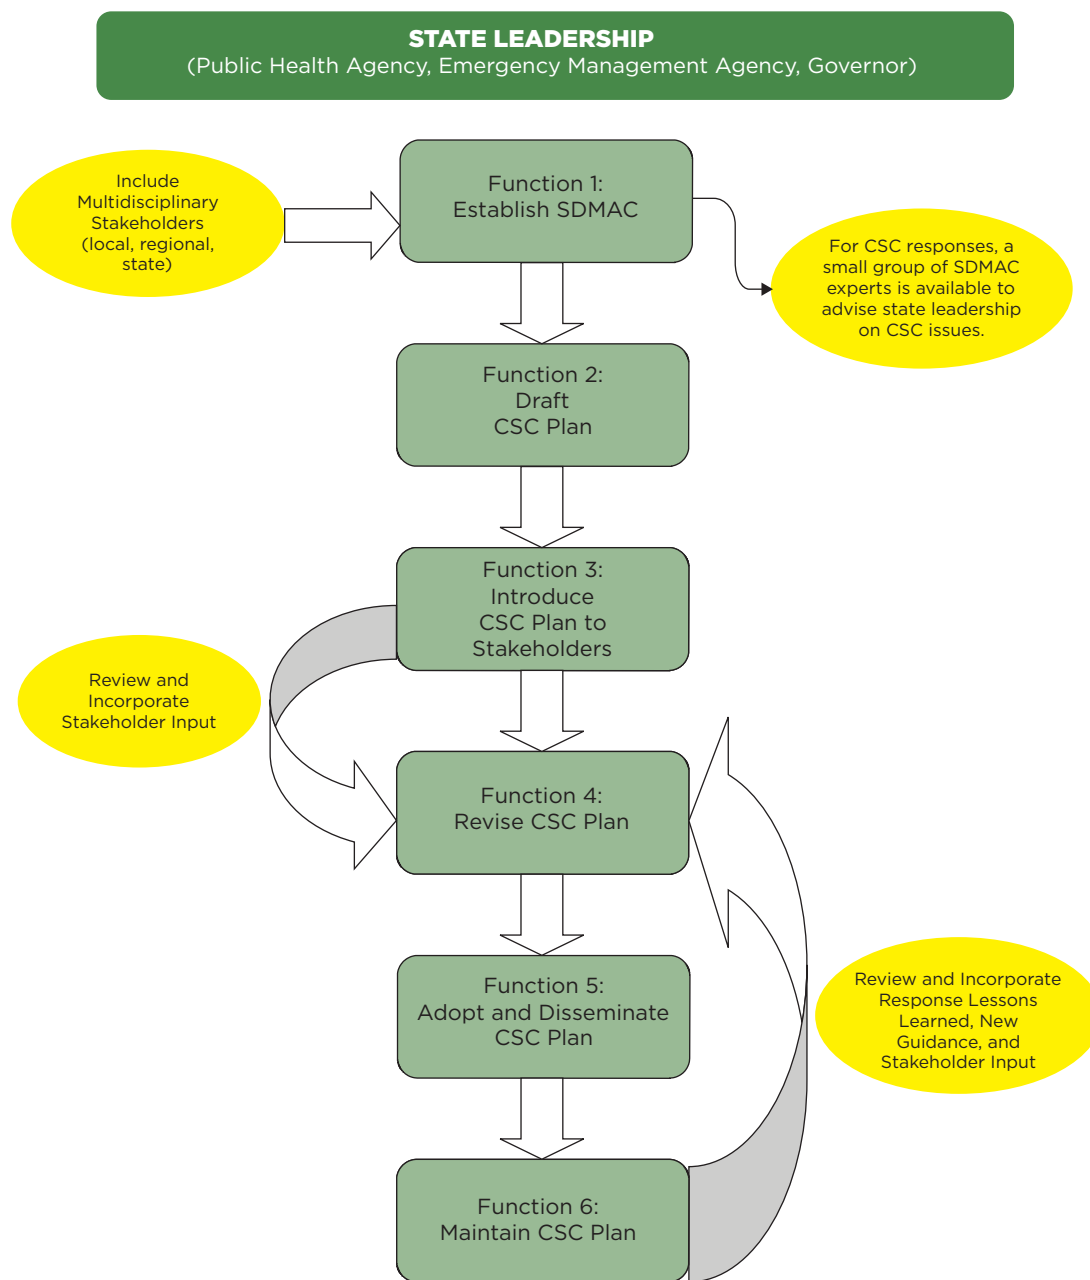 STATE LEADERSHIP
(Public Health Agency, Emergency Management Agency, Governor)
Include
Multidisciplinary
Stakeholders
(local, regional,
state)
Function 1:
Establish SDMAC
For CSC responses, a
small group of SDMAC
experts is available to
advise state leadership
on CSC issues.
Function 2:
Draft
CSC Plan
Function 3:
Introduce
CSC Plan to
Stakeholders
Review and
Incorporate
Stakeholder Input
Function 4:
Revise CSC Plan
Function 5:
Adopt and Disseminate
CSC Plan
Review and Incorporate
Response Lessons
Learned, New
Guidance, and
Stakeholder Input
Function 6:
Maintain CSC Plan